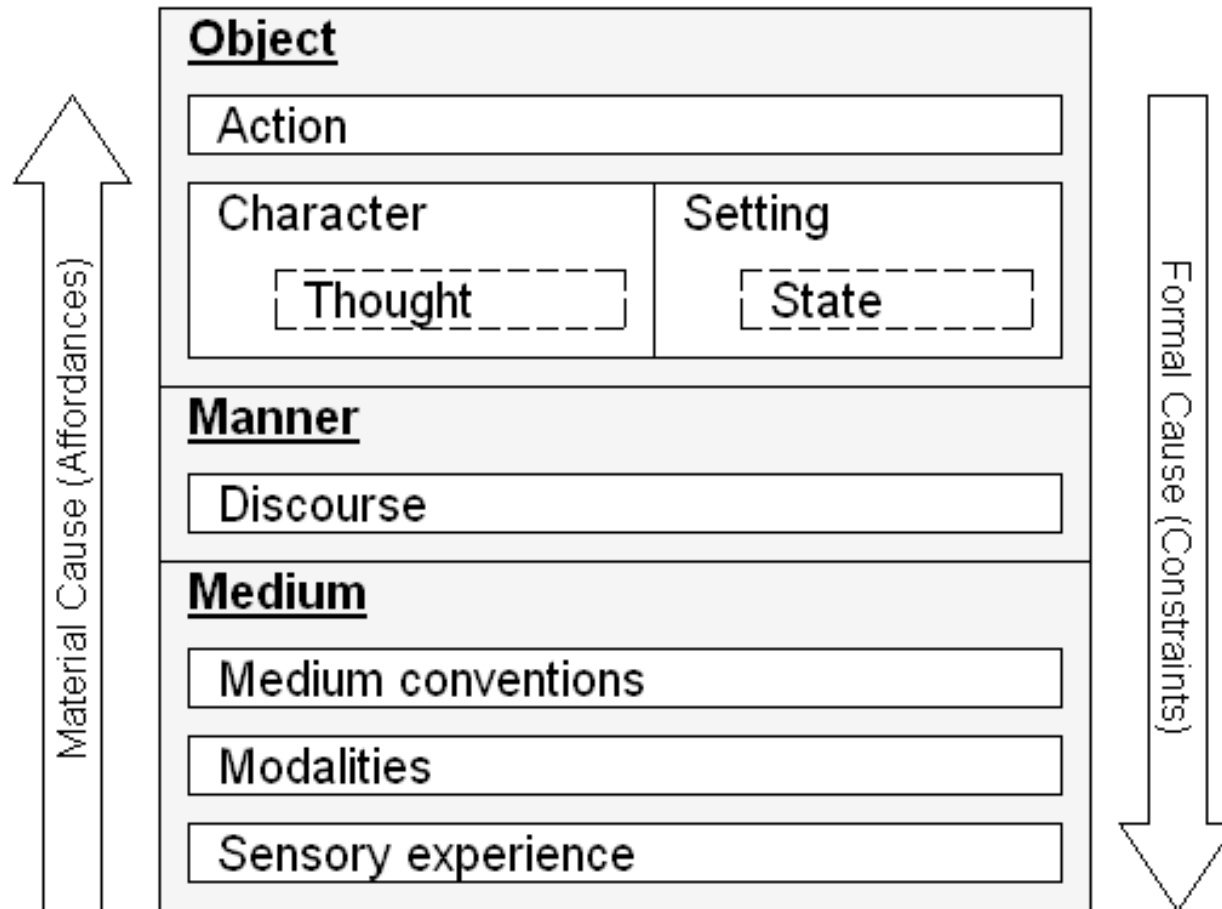 Object
Action
Character
Setting
Thought
State
Manner
Discourse
Medium
Medium conventions
Modalities
Sensory experience
Material Cause (Affordances)
Formal Cause (Constraints)